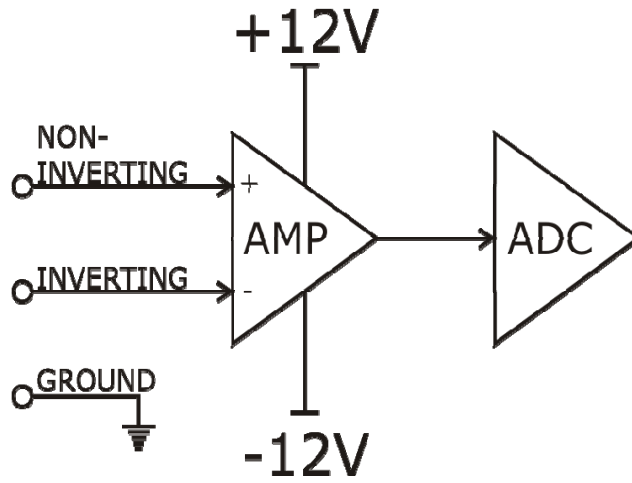 +12V
NON-
INVERTING
+
AMP
ADC
INVERTING
-
GROUND
-12V